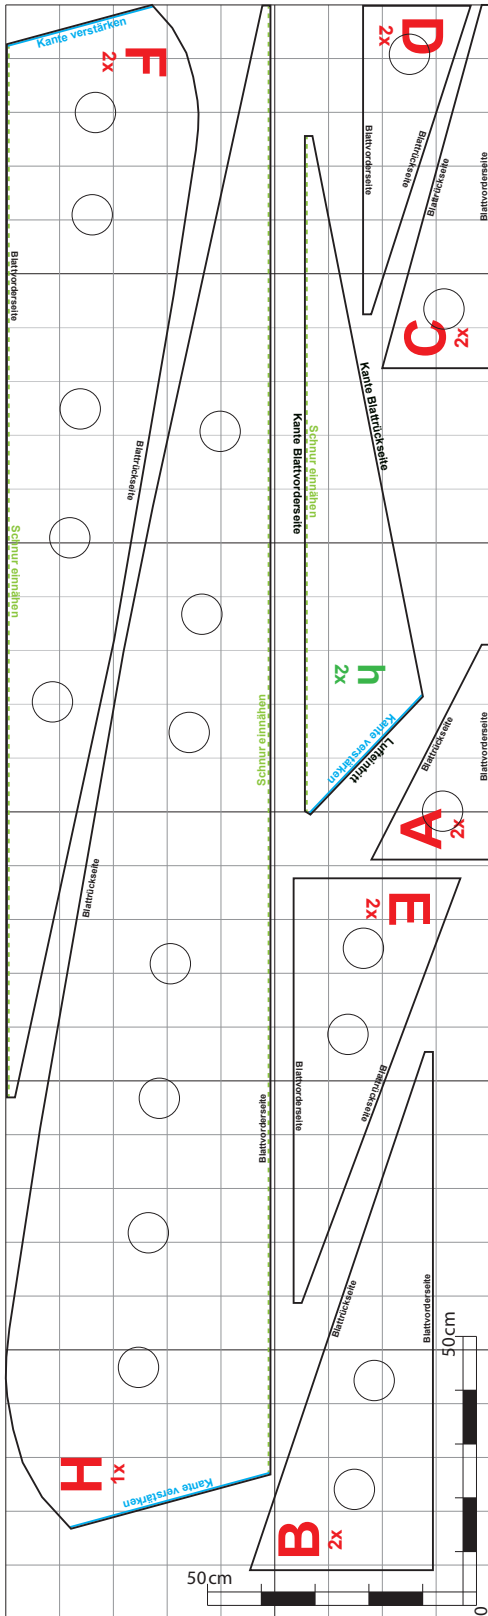 Kante verstärken
F
2x
D
2x
Blattvorderseite
Blattrückseite
Blattrückseite
Blattvorderseite
C
2x
Blattvorderseite
Blattrückseite
Schnur einnähen
Kante Blattvorderseite
Schnur einnähen
Kante Blattrückseite
h
2x
Kante verstärken
Lufteintritt
Schnur einnähen
Blattrückseite
Blattvorderseite
A
2x
Blattrückseite
E
2x
Blattvorderseite
Blattvorderseite
Blattrückseite
Blattrückseite
Blattvorderseite
H
1x
Kante verstärken
B
2x
50cm
50cm
0